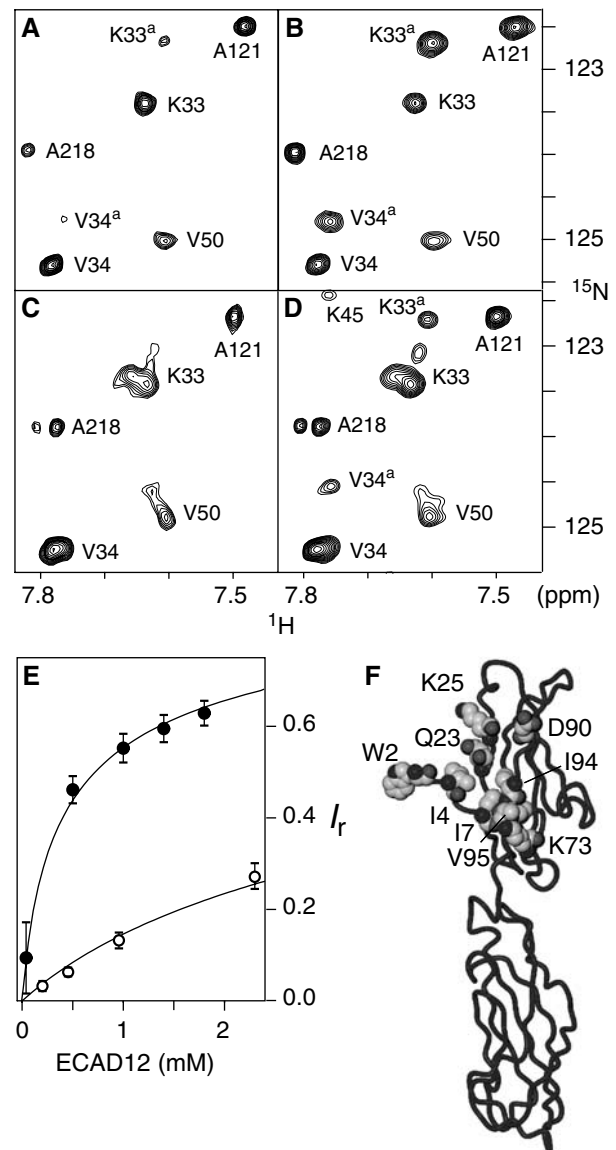 A
K33a
A121
K33
A218
V34a
V50
V34
B
K33a
A121
123
K33
A218
V34a
V50
125
V34
15N
C
A121
K33
A218
V50
V34
D
K45
K33a
A121
123
K33
A218
V34a
V50
125
V34
7.8 7.5 7.8 7.5 (ppm)
1H
E
0.6
Ir
0.4
0.2
0.0
0 1 2
ECAD12 (mM)
F
K25
D90
Q23
W2
I94
I4
I7
V95
K73